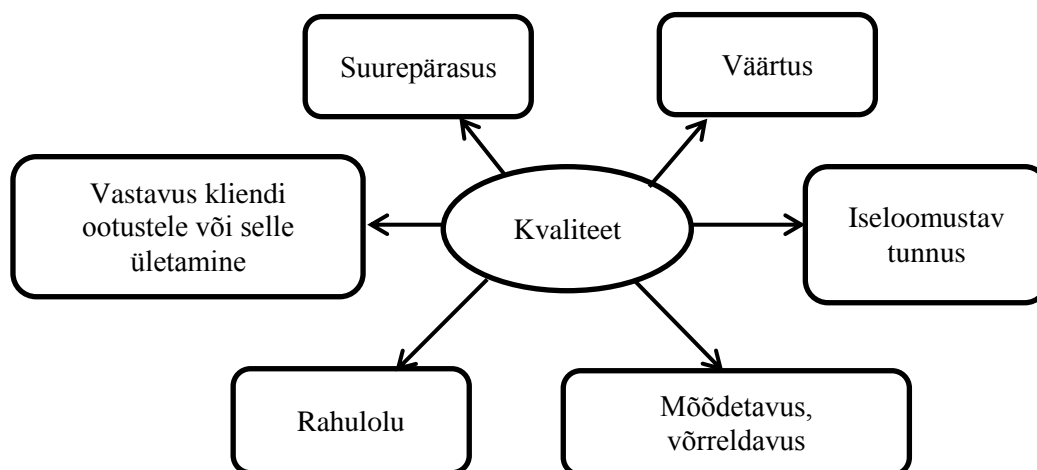 Suurepärasus
Väärtus
Vastavus kliendi
ootustele või selle
ületamine
Kvaliteet
Iseloomustav
tunnus
Rahulolu
Mõõdetavus,
võrreldavus